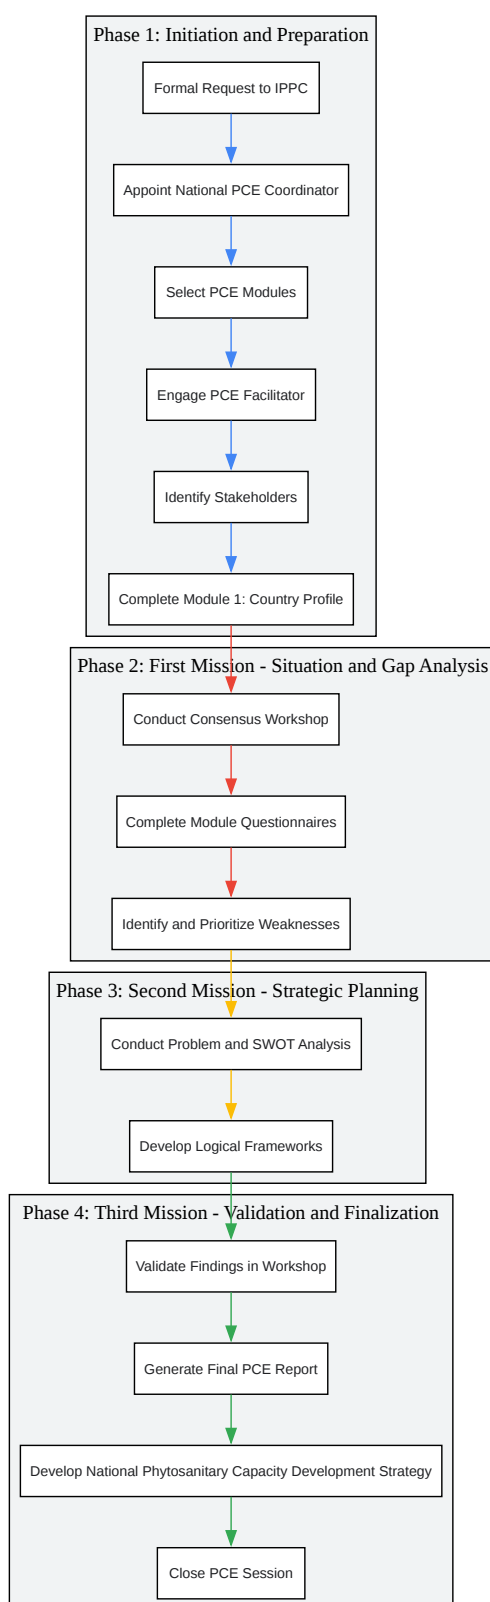 Phase 1: Initiation and Preparation
Formal Request to IPPC
Appoint National PCE Coordinator
Select PCE Modules
Engage PCE Facilitator
Identify Stakeholders
Complete Module 1: Country Profile
Phase 2: First Mission - Situation and Gap Analysis
Conduct Consensus Workshop
Complete Module Questionnaires
Identify and Prioritize Weaknesses
Phase 3: Second Mission - Strategic Planning
Conduct Problem and SWOT Analysis
Develop Logical Frameworks
Phase 4: Third Mission - Validation and Finalization
Validate Findings in Workshop
Generate Final PCE Report
Develop National Phytosanitary Capacity Development Strategy
Close PCE Session